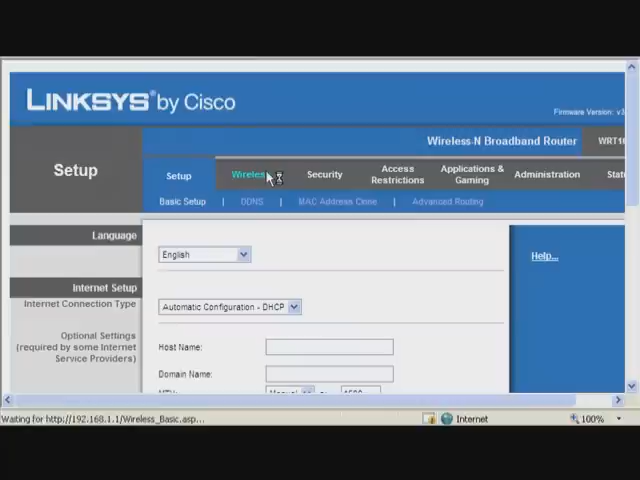 LINKSYS® by Cisco
Firmware Version:
Wireless-N Broadband Router
Setup
Setup
Security
Access Restrictions
Applications & Gaming
Administration
Basic Setup | DDNS | MAC Address Clone | Advanced Routing
Language
English
Help...
Internet Setup
Internet Connection Type
Automatic Configuration - DHCP
Optional Settings
(required by some Internet
Service Providers)
Host Name:
Domain Name:
Waiting for http://192.168.1.1/Wireless_Basic.asp...
Internet
100%